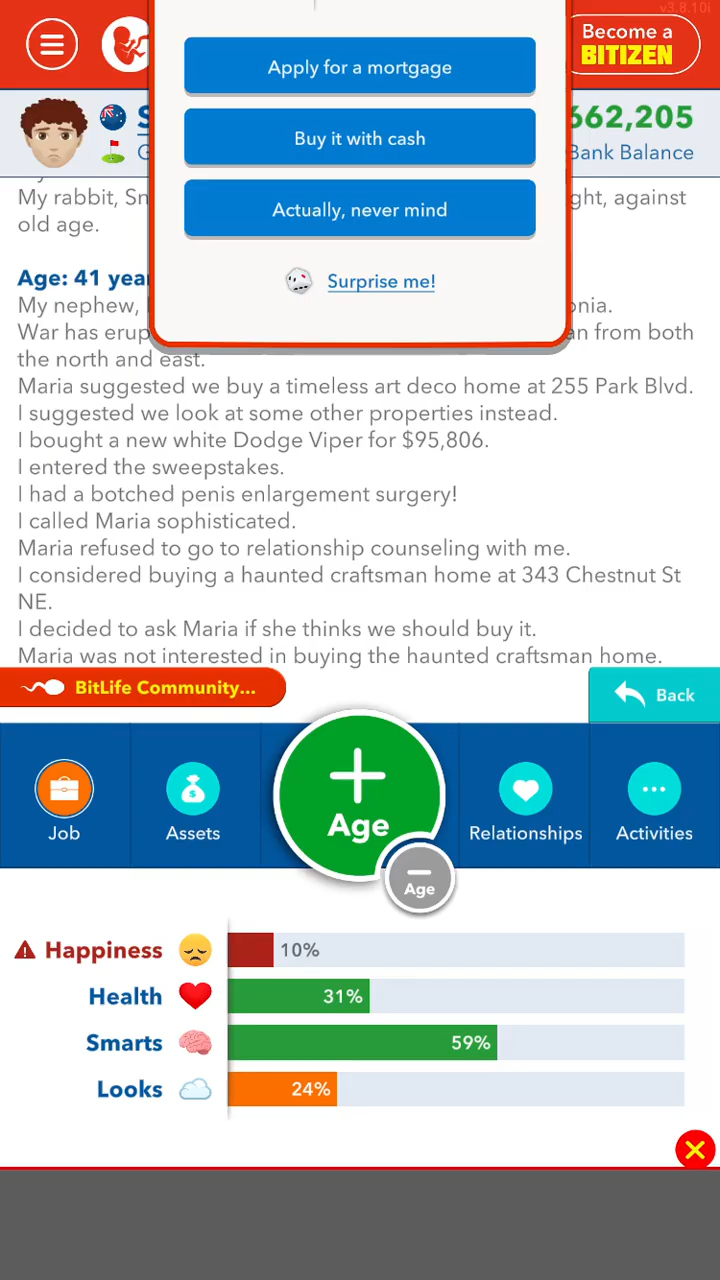 v3.8.10i
Become a
BITIZEN
Apply for a mortgage
Buy it with cash
Actually, never mind
Surprise me!
662,205
Bank Balance
My rabbit, Sn ght, against
old age.
Age: 41 yea
My nephew, onia.
War has erup an from both
the north and east.
Maria suggested we buy a timeless art deco home at 255 Park Blvd.
I suggested we look at some other properties instead.
I bought a new white Dodge Viper for $95,806.
I entered the sweepstakes.
I had a botched penis enlargement surgery!
I called Maria sophisticated.
Maria refused to go to relationship counseling with me.
I considered buying a haunted craftsman home at 343 Chestnut St
NE.
I decided to ask Maria if she thinks we should buy it.
Maria was not interested in buying the haunted craftsman home.
BitLife Community...
Back
Job
Assets
Age
Age
Relationships
Activities
Happiness 10%
Health 31%
Smarts 59%
Looks 24%